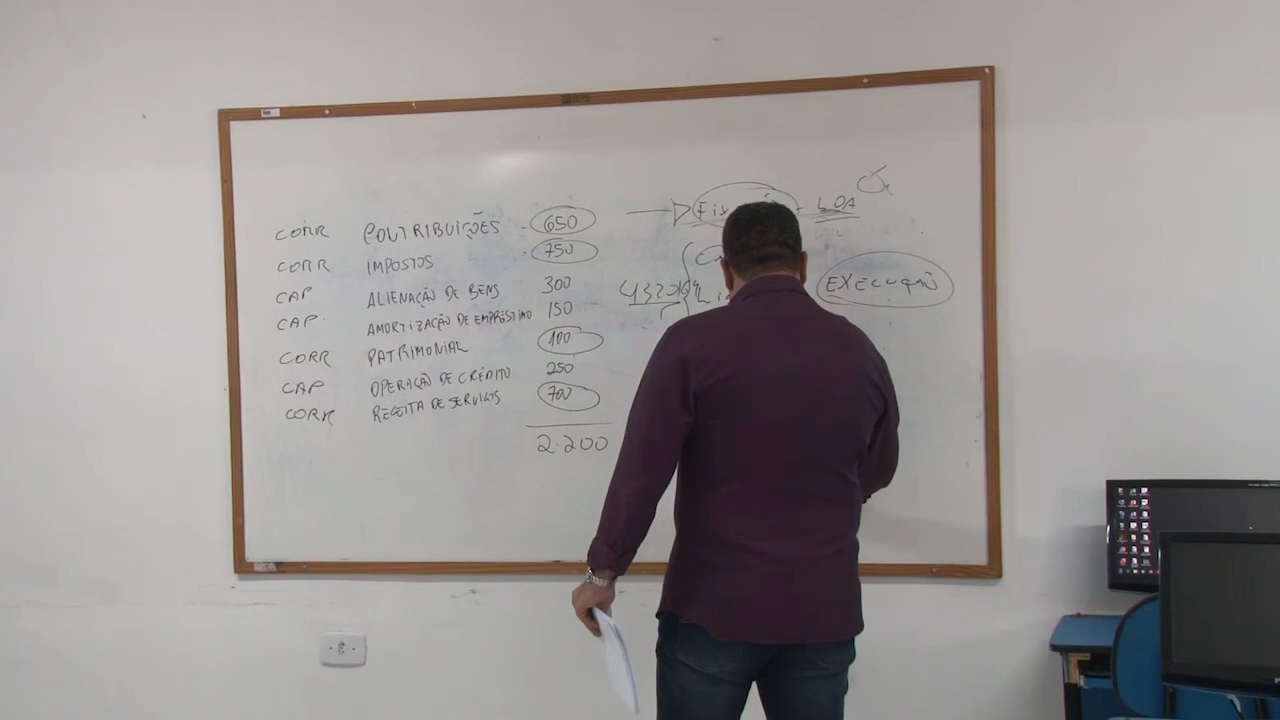 CORR CONTRIBUIÇÕES - 650
CORR IMPOSTOS - 750
CAP ALIENAÇÃO DE BENS 300
CAP. AMORTIZAÇÃO DE EMPRÉSTIMO 150
CORR PATRIMONIAL 100
CAP OPERAÇÃO DE CRÉDITO 250
CORR RECEITA DE SERVIÇOS 700
2.200
LOA
EXECUÇÃO